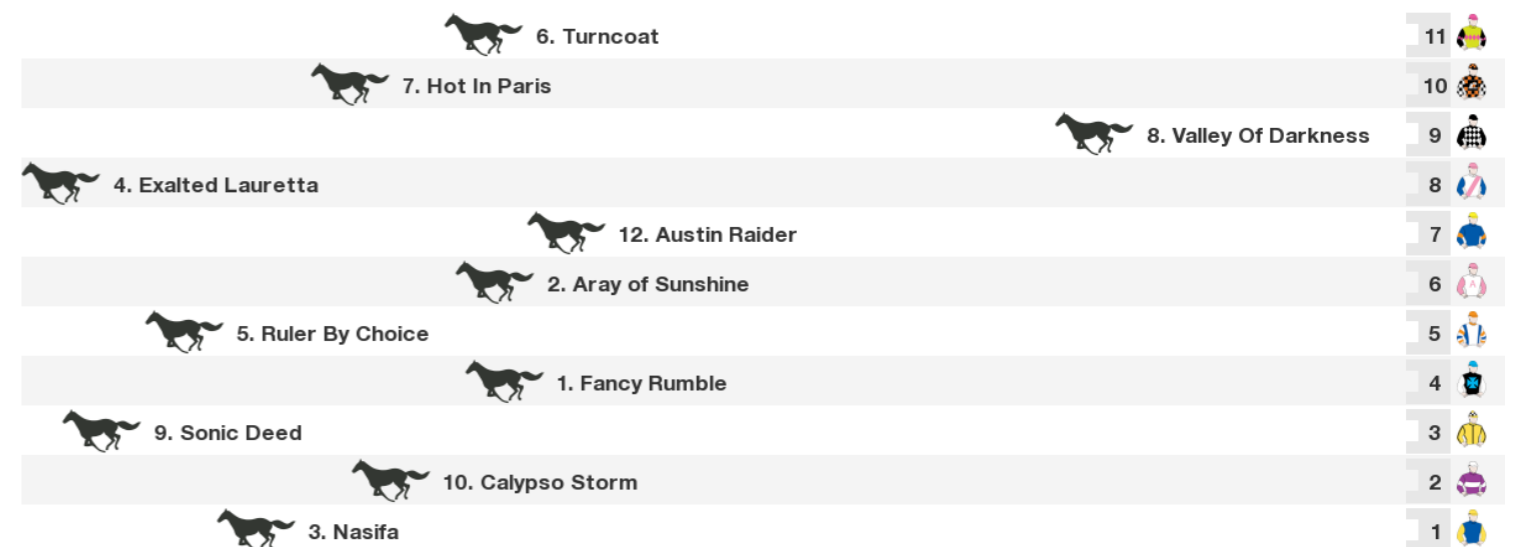 6. Turncoat 11
7. Hot In Paris 10
8. Valley Of Darkness 9
4. Exalted Lauretta 8
12. Austin Raider 7
2. Aray of Sunshine 6
A
5. Ruler By Choice 5
1. Fancy Rumble 4
9. Sonic Deed 3
10. Calypso Storm 2
3. Nasifa 1